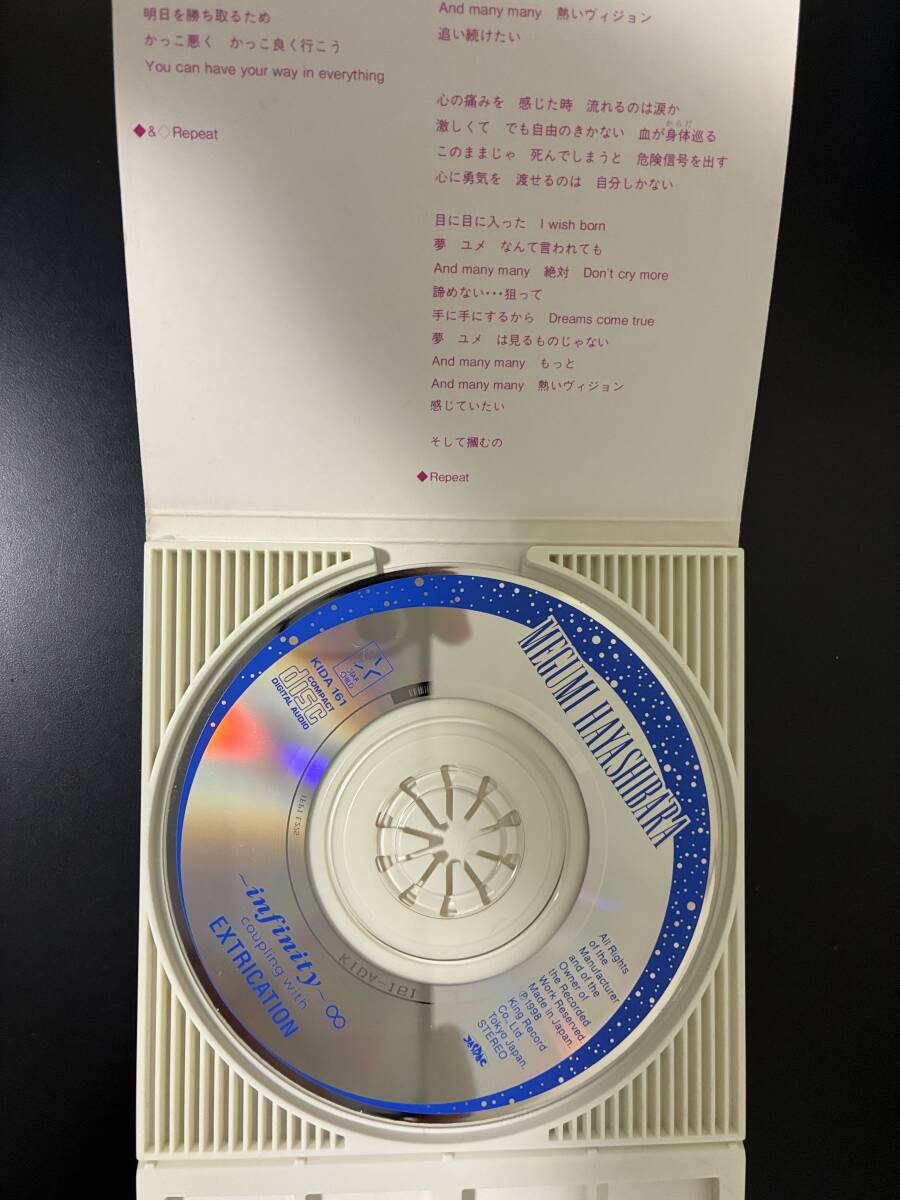 明日を勝ち取るため
かっこ悪く　かっこ良く行こう
You can have your way in everything
◆&◇Repeat
And many many　熱いヴィジョン
追い続けたい
心の痛みを　感じた時　流れるのは涙か
激しくて　でも自由のきかない　血が身体巡る
からだ
このままじゃ　死んでしまうと　危険信号を出す
心に勇気を　渡せるのは　自分しかない
目に目に入った　I wish born
夢　ユメ　なんて言われても
And many many　絶対　Don't cry more
諦めない･･･狙って
手に手にするから　Dreams come true
夢　ユメ　は見るものじゃない
And many many　もっと
And many many　熱いヴィジョン
感じていたい
そして摑むの
◆Repeat
MEGUMI HAYASHIBARA
STAR
CHILD
KIDA 161
COMPACT
disc
DIGITAL AUDIO
~infinity~∞
coupling with
EXTRICATION
KIDA-161
All Rights
of the
Manufacturer
and of the
Owner of
the Recorded
Work Reserved.
Made in Japan.
℗1998
King Record
Co., Ltd.
Tokyo Japan.
STEREO